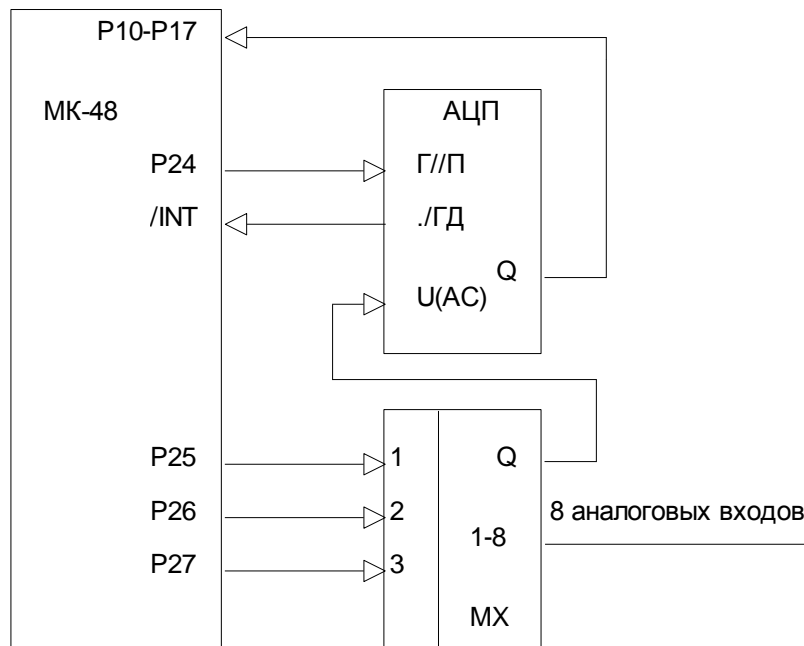 P10-P17
МК-48
АЦП
P24
Г//П
/INT
./ГД
Q
U(AC)
P25
1
Q
P26
2
8 аналоговых входов
1-8
P27
3
MX